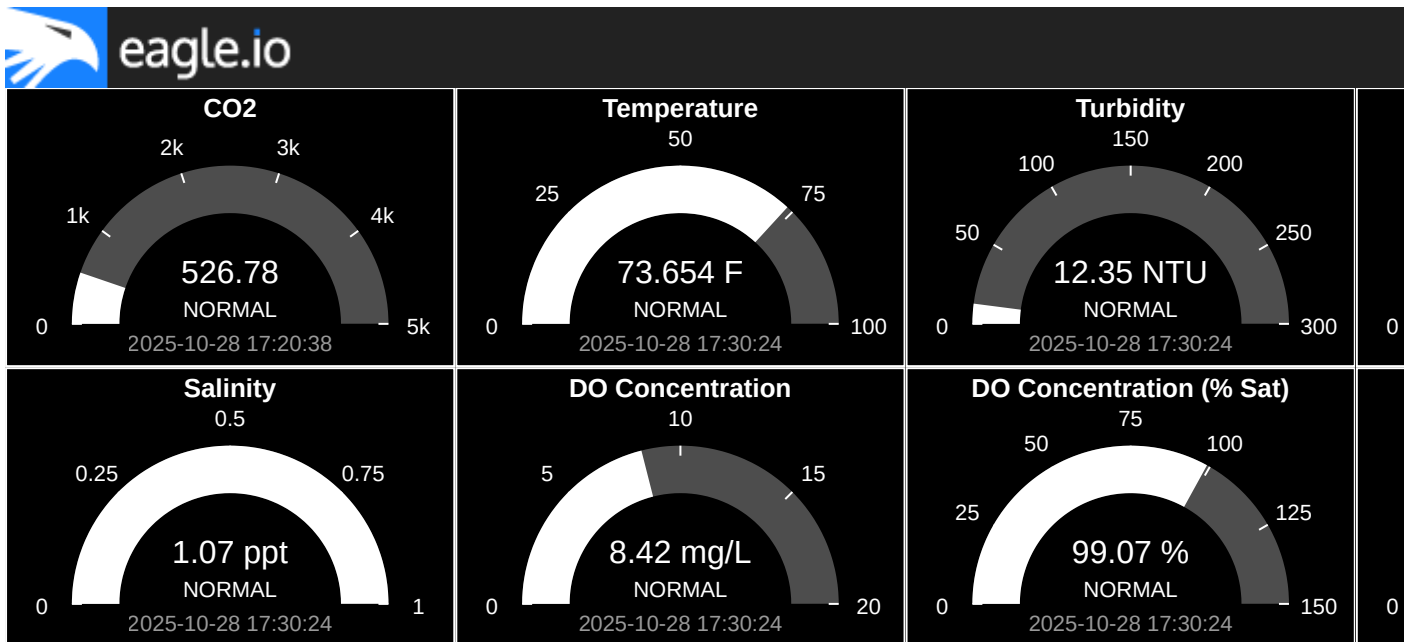 eagle.io
CO2
2k
3k
1k
4k
526.78
NORMAL
0
5k
2025-10-28 17:20:38
Temperature
50
25
75
73.654 F
NORMAL
0
100
2025-10-28 17:30:24
Turbidity
150
100
200
50
250
12.35 NTU
NORMAL
0
300
2025-10-28 17:30:24
0
Salinity
0.5
0.25
0.75
1.07 ppt
NORMAL
0
1
2025-10-28 17:30:24
DO Concentration
10
5
15
8.42 mg/L
NORMAL
0
20
2025-10-28 17:30:24
DO Concentration (% Sat)
75
50
100
25
125
99.07 %
NORMAL
0
150
2025-10-28 17:30:24
0